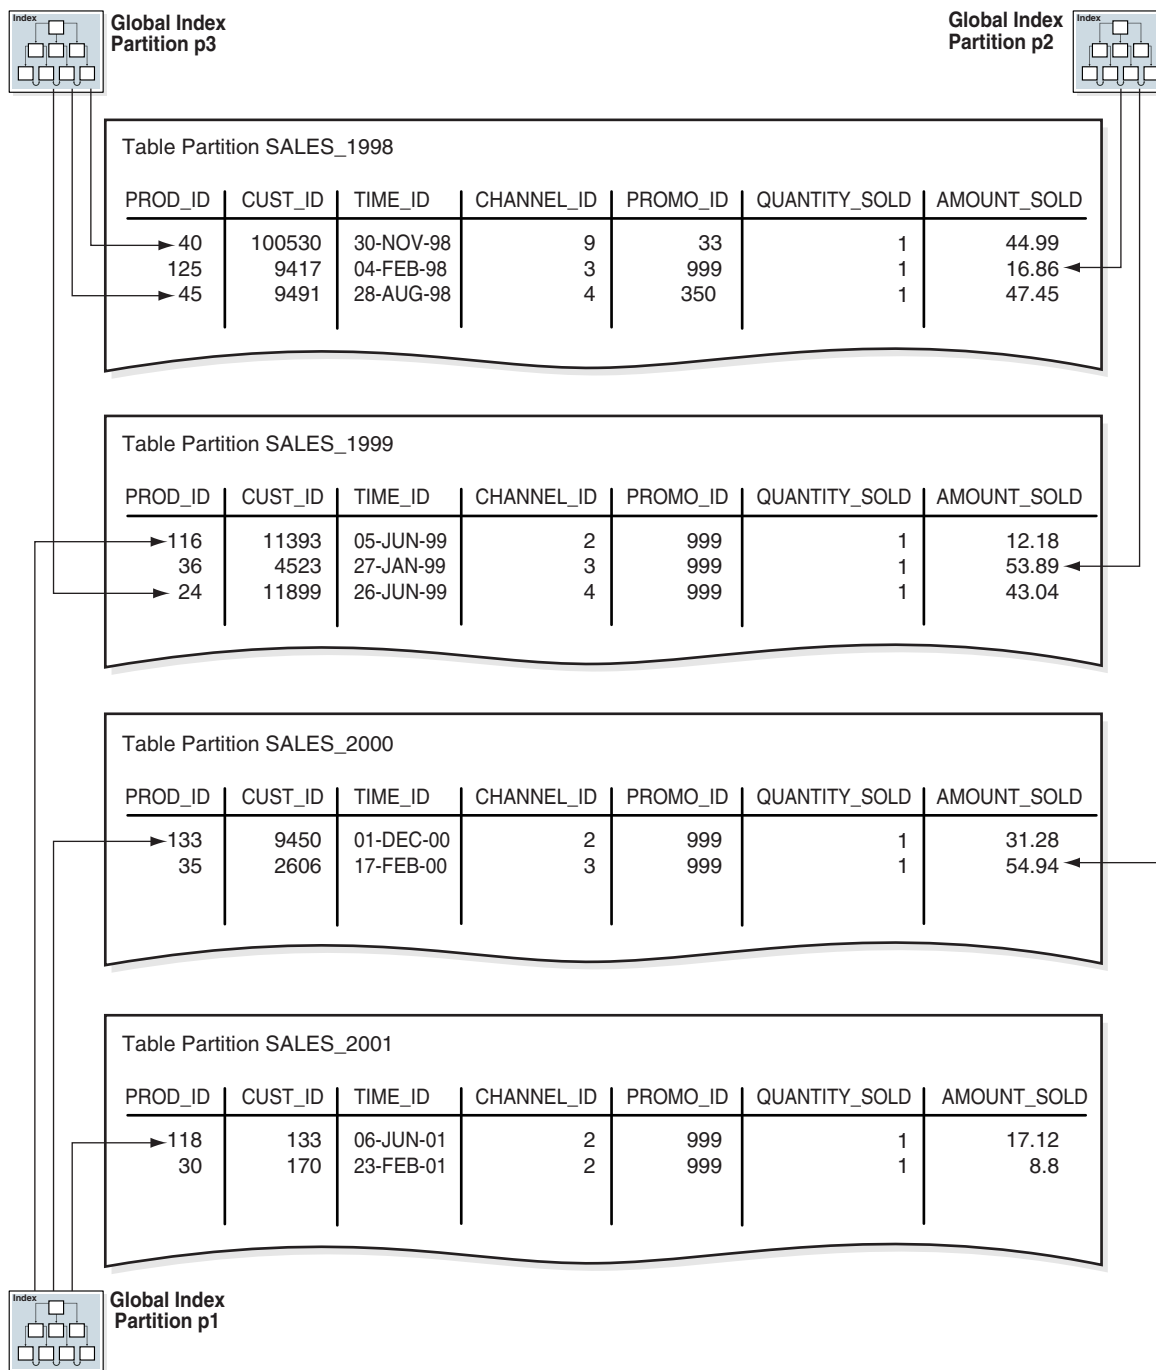 Index
Global Index
Partition p3
Global Index
Partition p2
Index
Table Partition SALES_1998
PROD_ID CUST_ID TIME_ID CHANNEL_ID PROMO_ID QUANTITY_SOLD AMOUNT_SOLD
40 100530 30-NOV-98 9 33 1 44.99
125 9417 04-FEB-98 3 999 1 16.86
45 9491 28-AUG-98 4 350 1 47.45
Table Partition SALES_1999
PROD_ID CUST_ID TIME_ID CHANNEL_ID PROMO_ID QUANTITY_SOLD AMOUNT_SOLD
116 11393 05-JUN-99 2 999 1 12.18
36 4523 27-JAN-99 3 999 1 53.89
24 11899 26-JUN-99 4 999 1 43.04
Table Partition SALES_2000
PROD_ID CUST_ID TIME_ID CHANNEL_ID PROMO_ID QUANTITY_SOLD AMOUNT_SOLD
133 9450 01-DEC-00 2 999 1 31.28
35 2606 17-FEB-00 3 999 1 54.94
Table Partition SALES_2001
PROD_ID CUST_ID TIME_ID CHANNEL_ID PROMO_ID QUANTITY_SOLD AMOUNT_SOLD
118 133 06-JUN-01 2 999 1 17.12
30 170 23-FEB-01 2 999 1 8.8
Index
Global Index
Partition p1